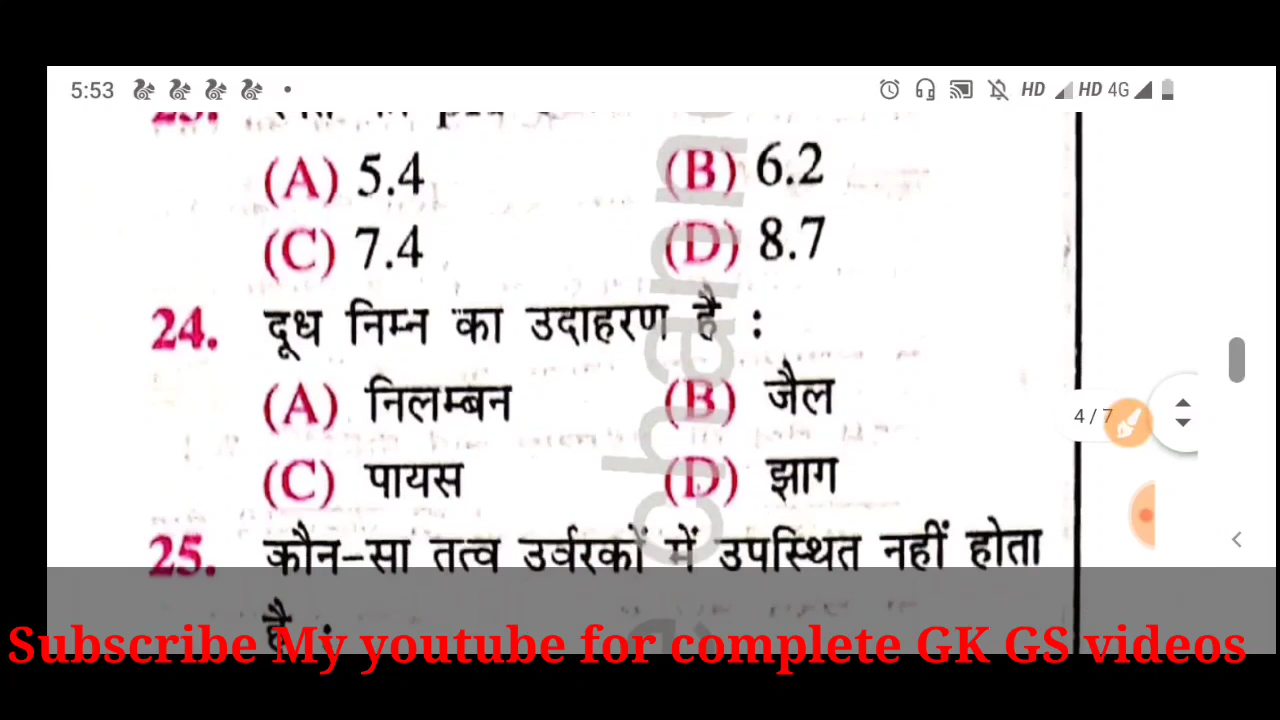 5:53 HD HD 4G
(A) 5.4 (B) 6.2
(C) 7.4 (D) 8.7
24. दूध निम्न का उदाहरण है :
(A) निलम्बन (B) जैल
(C) पायस (D) झाग
4 / 7
25. कौन-सा तत्व उर्वरकों में उपस्थित नहीं होता
है :
Subscribe My youtube for complete GK GS videos